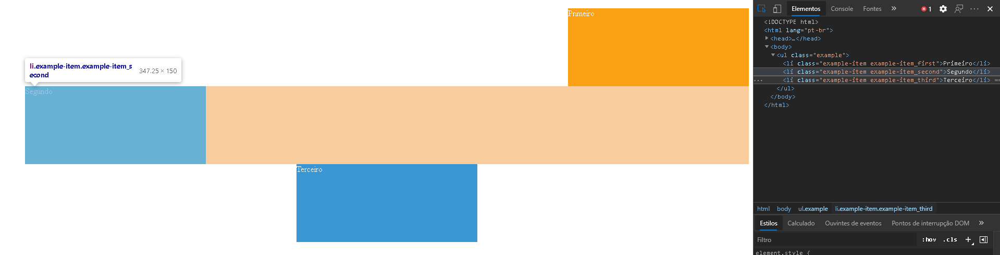 Primeiro
li.example-item.example-item_s
econd
347.25 × 150
Segundo
Terceiro
Elementos
Console
Fontes
1
<!DOCTYPE html>
<html lang="pt-br">
<head>…</head>
<body>
<ul class="example">
<li class="example-item example-item_first">Primeiro</li>
<li class="example-item example-item_second">Segundo</li>
<li class="example-item example-item_third">Terceiro</li> ==
</ul>
</body>
</html>
html body ul.example li.example-item.example-item_third
Estilos Calculado Ouvintes de eventos Pontos de interrupção DOM
Filtro :hov .cls
element.style {